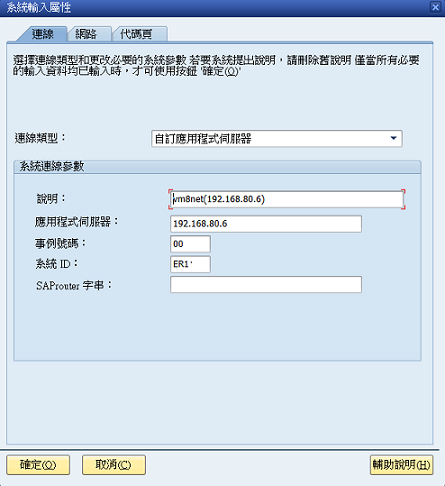 系統輸入屬性
連線 網路 代碼頁
選擇連線類型和更改必要的系統參數 若要系統提出說明，請刪除舊說明 僅當所有必要
的輸入資料均已輸入時，才可使用按鈕 '確定(O)'
連線類型： 自訂應用程式伺服器
系統連線參數
說明： vm8net(192.168.80.6)
應用程式伺服器： 192.168.80.6
事例號碼： 00
系統 ID： ER1
SAProuter 字串：
確定(O) 取消(C) 輔助說明(H)